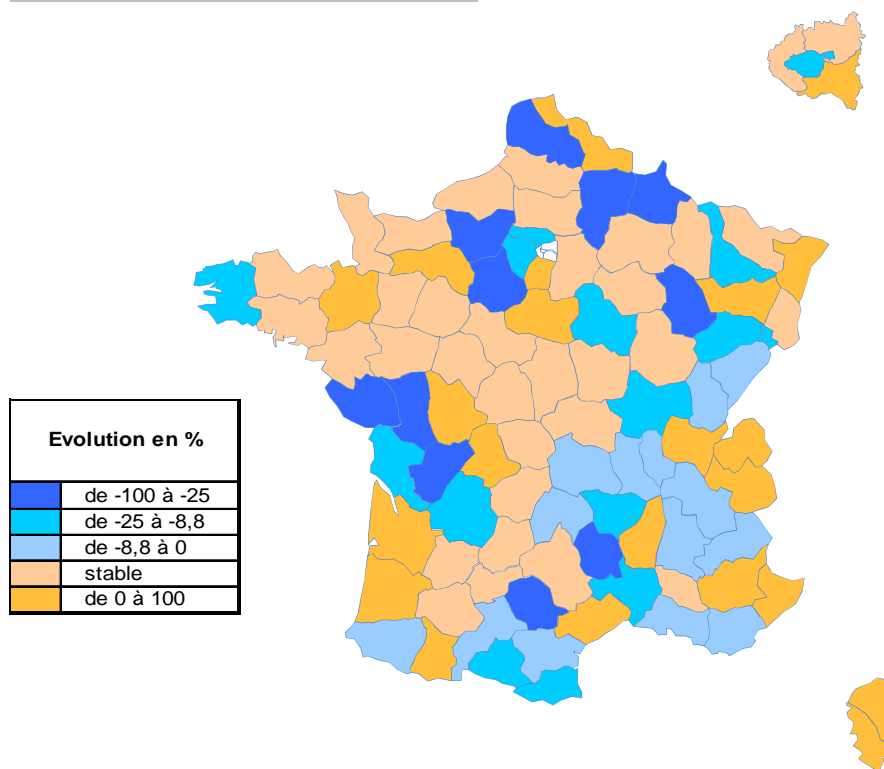 Evolution en %
de -100 à -25
de -25 à -8,8
de -8,8 à 0
stable
de 0 à 100